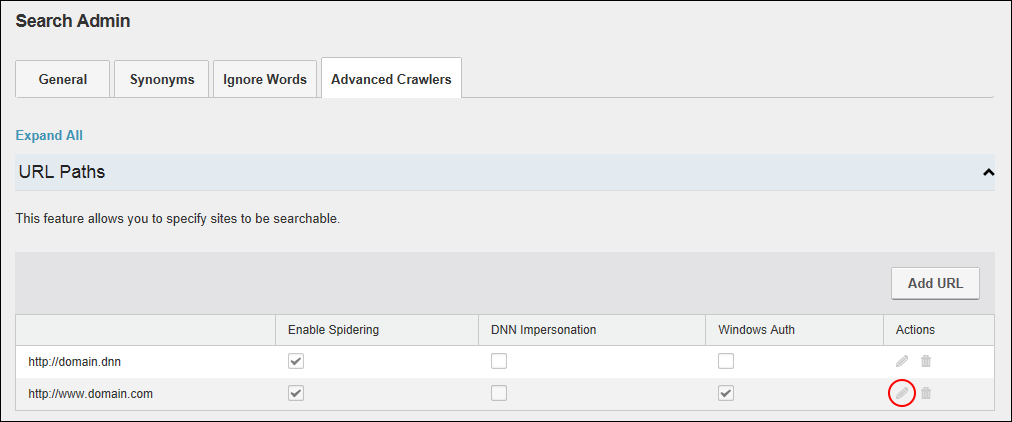 Search Admin
General Synonyms Ignore Words Advanced Crawlers
Expand All
URL Paths
This feature allows you to specify sites to be searchable.
Add URL
Enable Spidering DNN Impersonation Windows Auth Actions
http://domain.dnn
http://www.domain.com